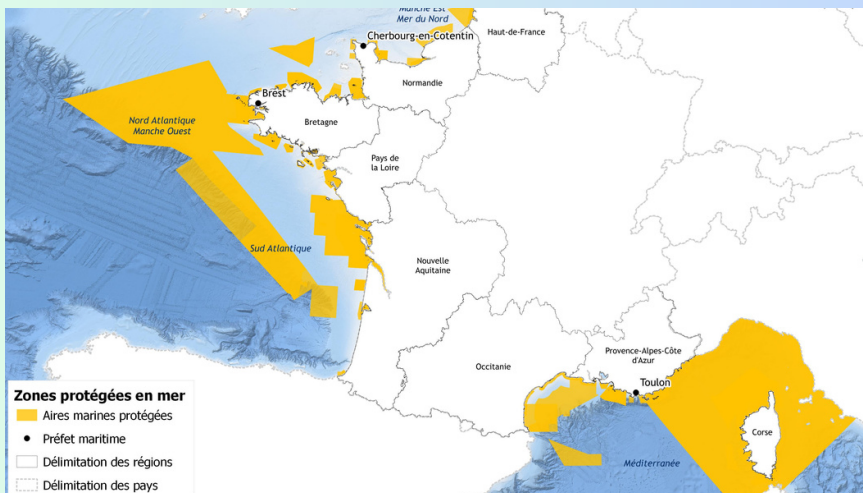 Manche Est
Mer du Nord
Cherbourg-en-Cotentin
Haut-de-France
Normandie
Brest
Nord Atlantique
Manche Ouest
Bretagne
Pays de
la Loire
Sud Atlantique
Nouvelle
Aquitaine
Occitanie
Provence-Alpes-Côte
d'Azur
Toulon
Corse
Méditerranée
Zones protégées en mer
Aires marines protégées
Préfet maritime
Délimitation des régions
Délimitation des pays